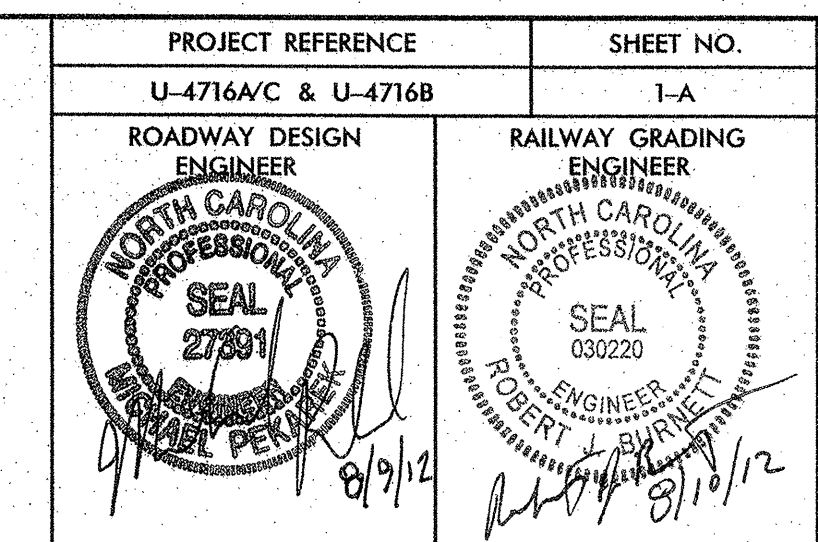 PROJECT REFERENCE
SHEET NO.
U-4716A/C & U-4716B
1-A
ROADWAY DESIGN
ENGINEER
RAILWAY GRADING
ENGINEER
NORTH CAROLINA
PROFESSIONAL
SEAL
27391
ENGINEER
MICHAEL PEKAREK
8/9/12
NORTH CAROLINA
PROFESSIONAL
SEAL
030220
ENGINEER
ROBERT J. BURNETT
8/10/12